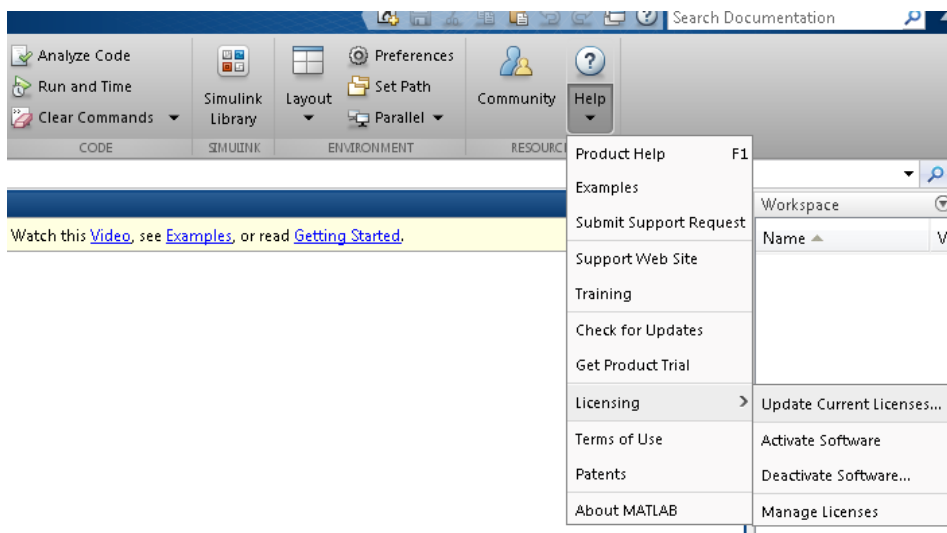 Search Documentation
Analyze Code
Run and Time
Clear Commands
Simulink
Library
Layout
Preferences
Set Path
Parallel
Community
Help
CODE
SIMULINK
ENVIRONMENT
RESOURC
Product Help F1
Examples
Submit Support Request
Support Web Site
Training
Check for Updates
Get Product Trial
Licensing
Terms of Use
Patents
About MATLAB
Watch this Video, see Examples, or read Getting Started.
Workspace
Name
V
Update Current Licenses...
Activate Software
Deactivate Software...
Manage Licenses